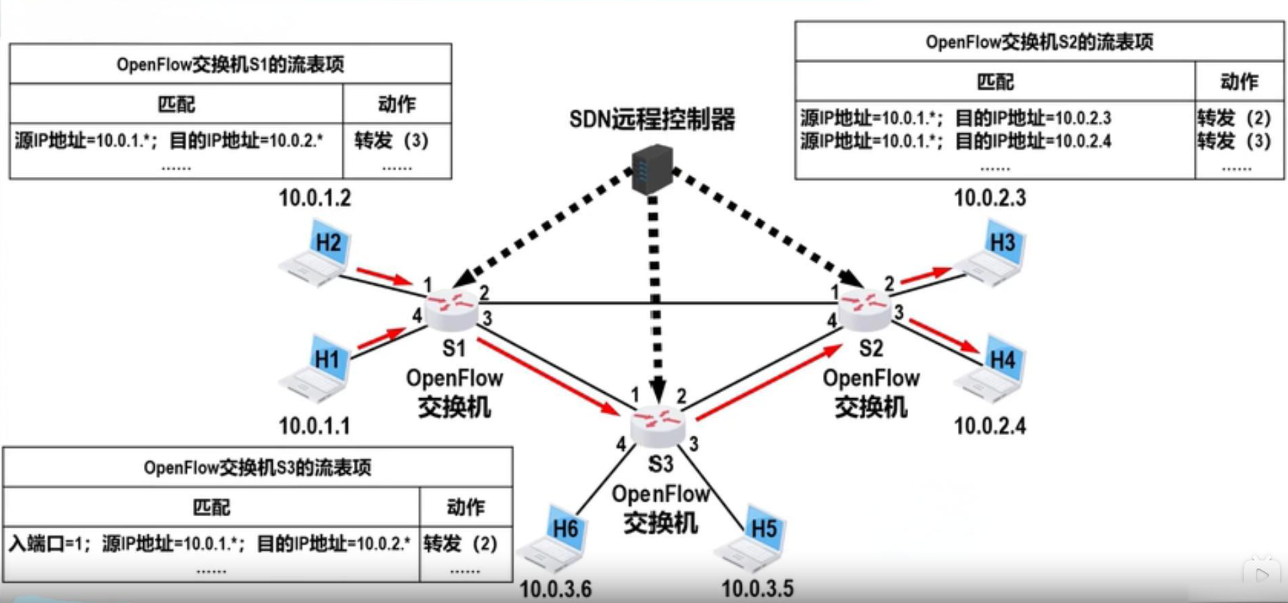 OpenFlow交换机S1的流表项
匹配 动作
源IP地址=10.0.1.*；目的IP地址=10.0.2.* 转发（3）
...... ......
OpenFlow交换机S2的流表项
匹配 动作
源IP地址=10.0.1.*；目的IP地址=10.0.2.3 转发（2）
源IP地址=10.0.1.*；目的IP地址=10.0.2.4 转发（3）
...... ......
SDN远程控制器
10.0.1.2
H2
H1
10.0.1.1
1
2
4
3
S1
OpenFlow
交换机
10.0.2.3
H3
H4
10.0.2.4
1
2
4
3
S2
OpenFlow
交换机
1
2
4
3
S3
OpenFlow
交换机
H6
10.0.3.6
H5
10.0.3.5
OpenFlow交换机S3的流表项
匹配 动作
入端口=1；源IP地址=10.0.1.*；目的IP地址=10.0.2.* 转发（2）
...... ......